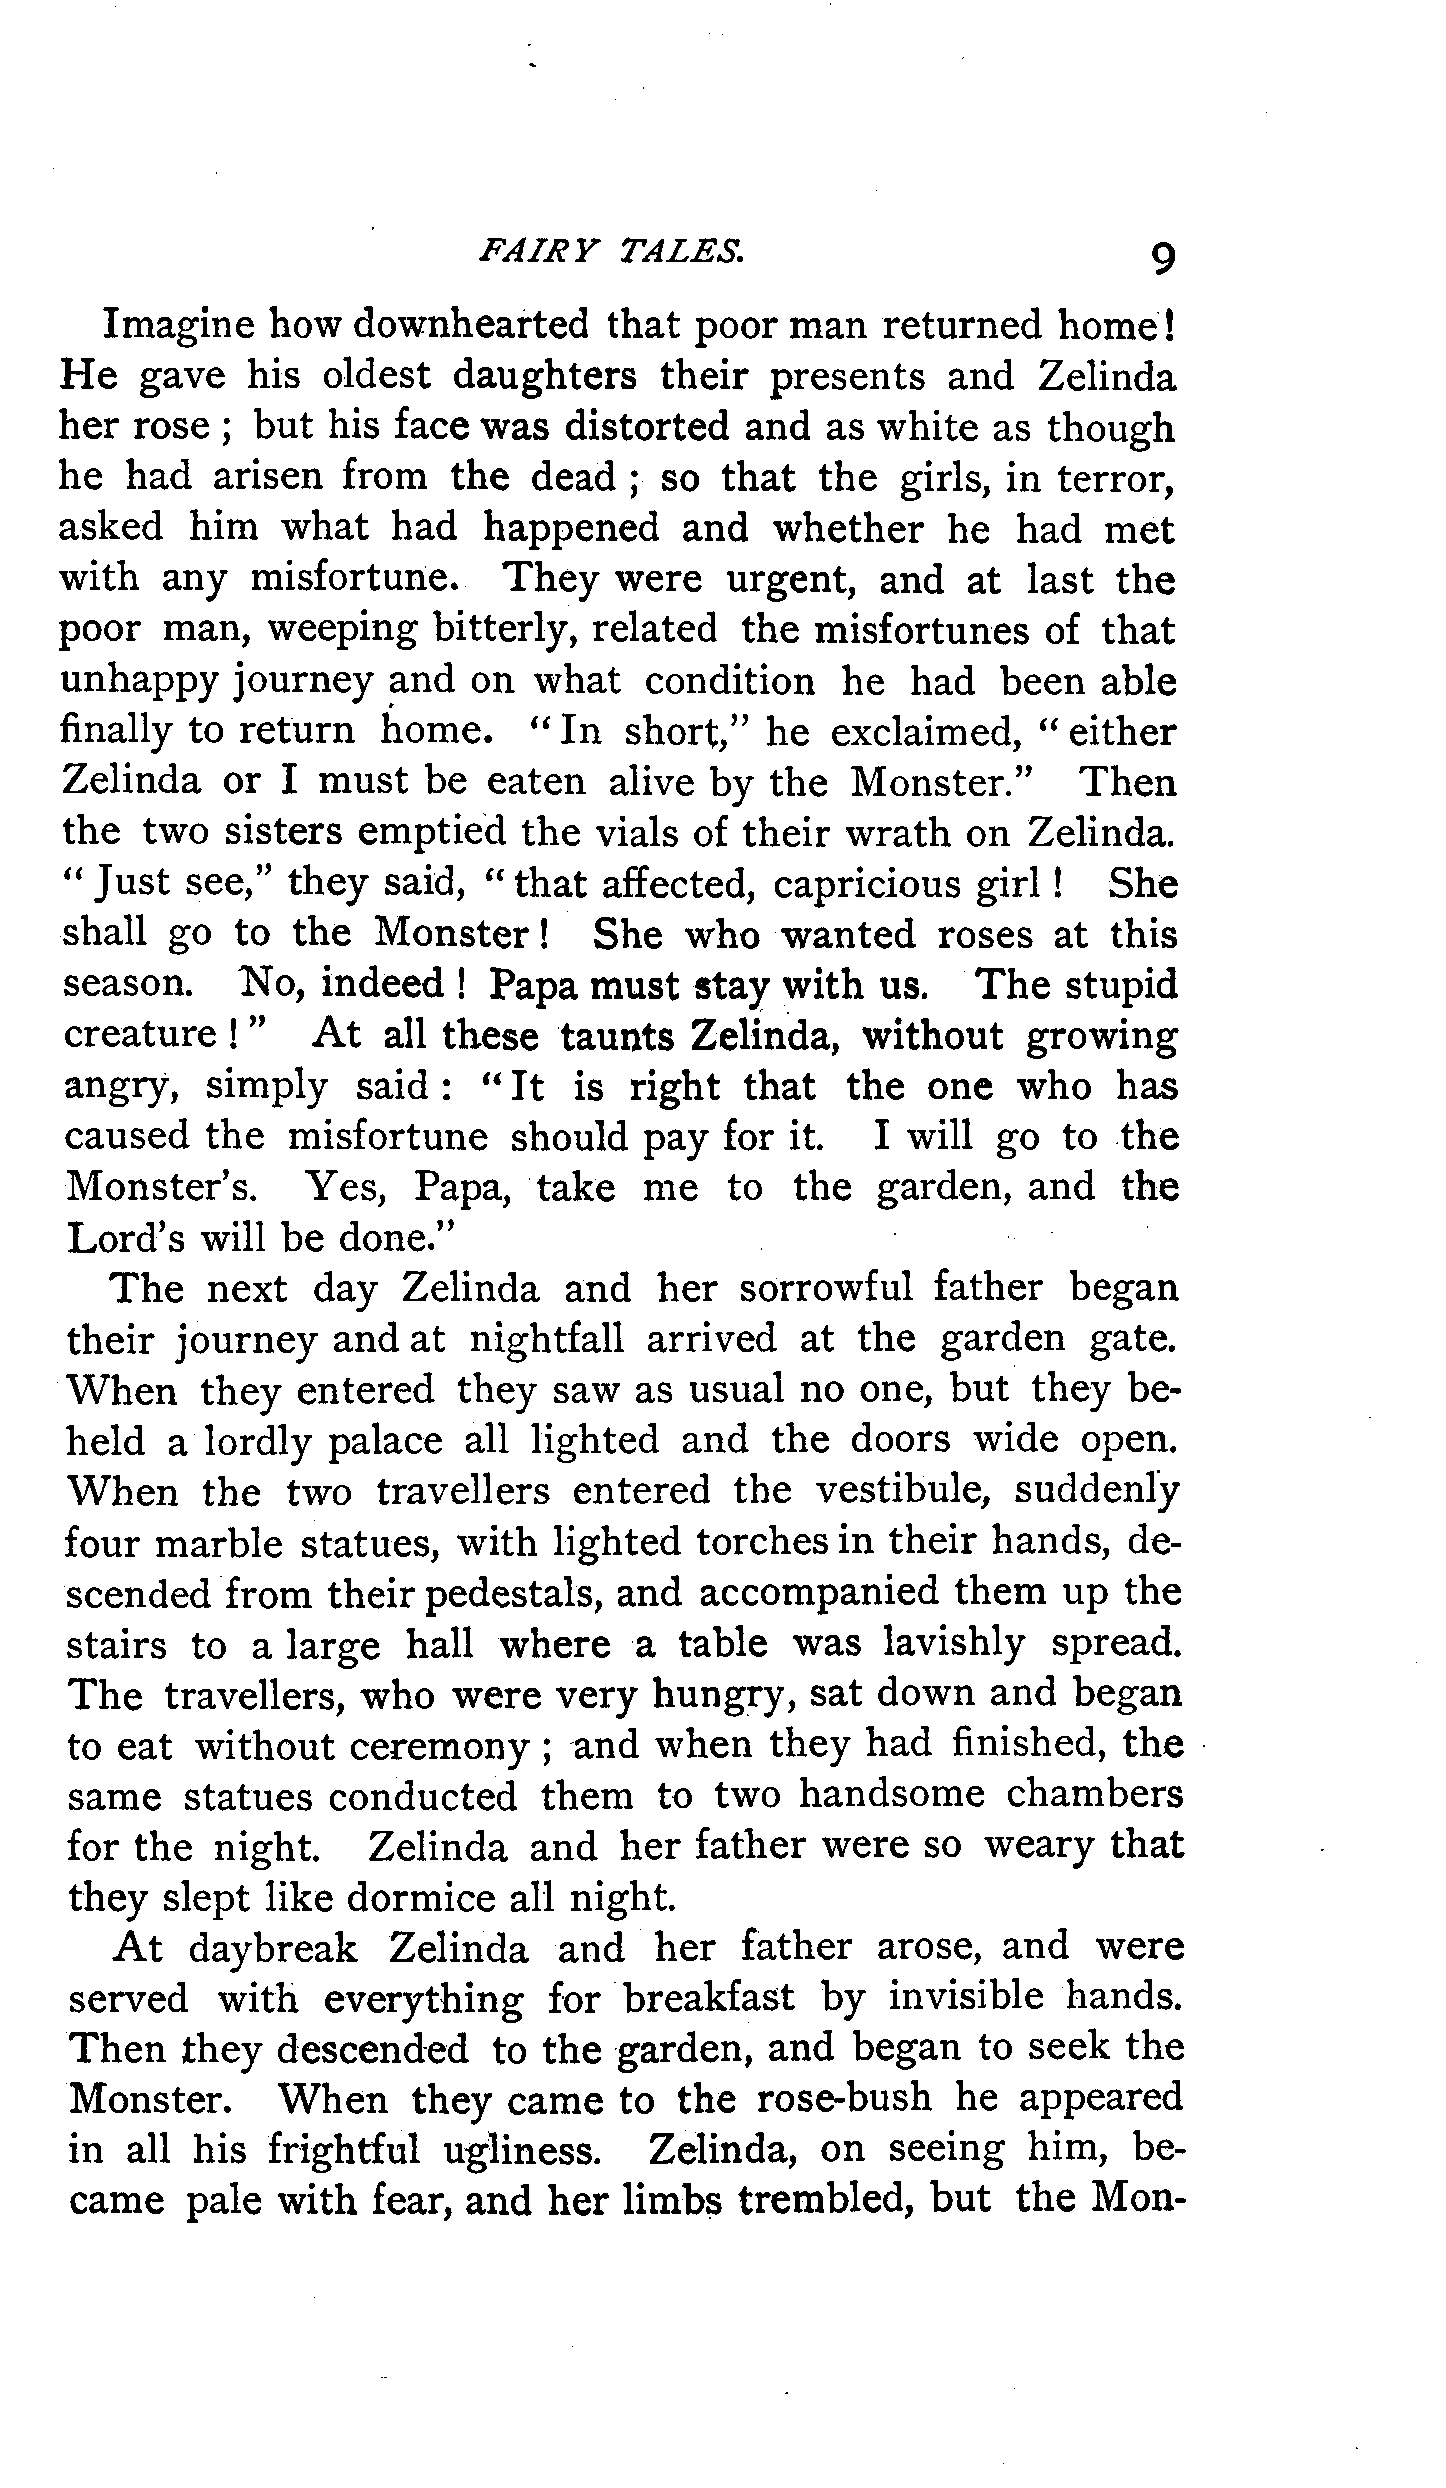 FAIRY TALES. 9
Imagine how downhearted that poor man returned home!
He gave his oldest daughters their presents and Zelinda
her rose ; but his face was distorted and as white as though
he had arisen from the dead ; so that the girls, in terror,
asked him what had happened and whether he had met
with any misfortune. They were urgent, and at last the
poor man, weeping bitterly, related the misfortunes of that
unhappy journey and on what condition he had been able
finally to return home. “ In short,” he exclaimed, “ either
Zelinda or I must be eaten alive by the Monster.” Then
the two sisters emptied the vials of their wrath on Zelinda.
“ Just see,” they said, “ that affected, capricious girl ! She
shall go to the Monster ! She who wanted roses at this
season. No, indeed ! Papa must stay with us. The stupid
creature ! ” At all these taunts Zelinda, without growing
angry, simply said : “ It is right that the one who has
caused the misfortune should pay for it. I will go to the
Monster’s. Yes, Papa, take me to the garden, and the
Lord’s will be done.”
The next day Zelinda and her sorrowful father began
their journey and at nightfall arrived at the garden gate.
When they entered they saw as usual no one, but they be-
held a lordly palace all lighted and the doors wide open.
When the two travellers entered the vestibule, suddenly
four marble statues, with lighted torches in their hands, de-
scended from their pedestals, and accompanied them up the
stairs to a large hall where a table was lavishly spread.
The travellers, who were very hungry, sat down and began
to eat without ceremony ; and when they had finished, the
same statues conducted them to two handsome chambers
for the night. Zelinda and her father were so weary that
they slept like dormice all night.
At daybreak Zelinda and her father arose, and were
served with everything for breakfast by invisible hands.
Then they descended to the garden, and began to seek the
Monster. When they came to the rose-bush he appeared
in all his frightful ugliness. Zelinda, on seeing him, be-
came pale with fear, and her limbs trembled, but the Mon-